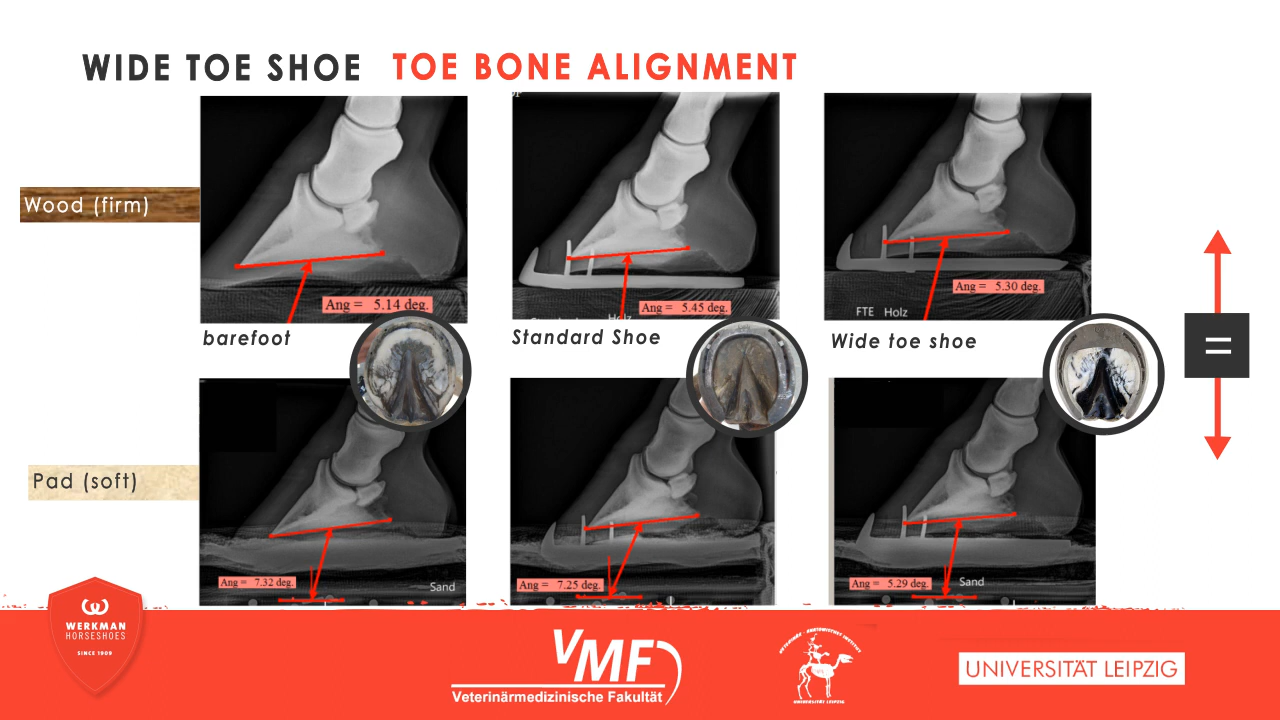 WIDE TOE SHOE TOE BONE ALIGNMENT
Wood (firm)
Ang = 5.14 deg.
Ang = 5.45 deg.
Ang = 5.30 deg.
FTE Holz
barefoot
Standard Shoe
Wide toe shoe
=
Pad (soft)
Ang = 7.32 deg.
Sand
Ang = 7.25 deg.
Ang = 5.29 deg.
Sand
WERKMAN
HORSESHOES
SINCE 1909
VMF
Veterinärmedizinische Fakultät
UNIVERSITÄT LEIPZIG
UNIVERSITÄT LEIPZIG